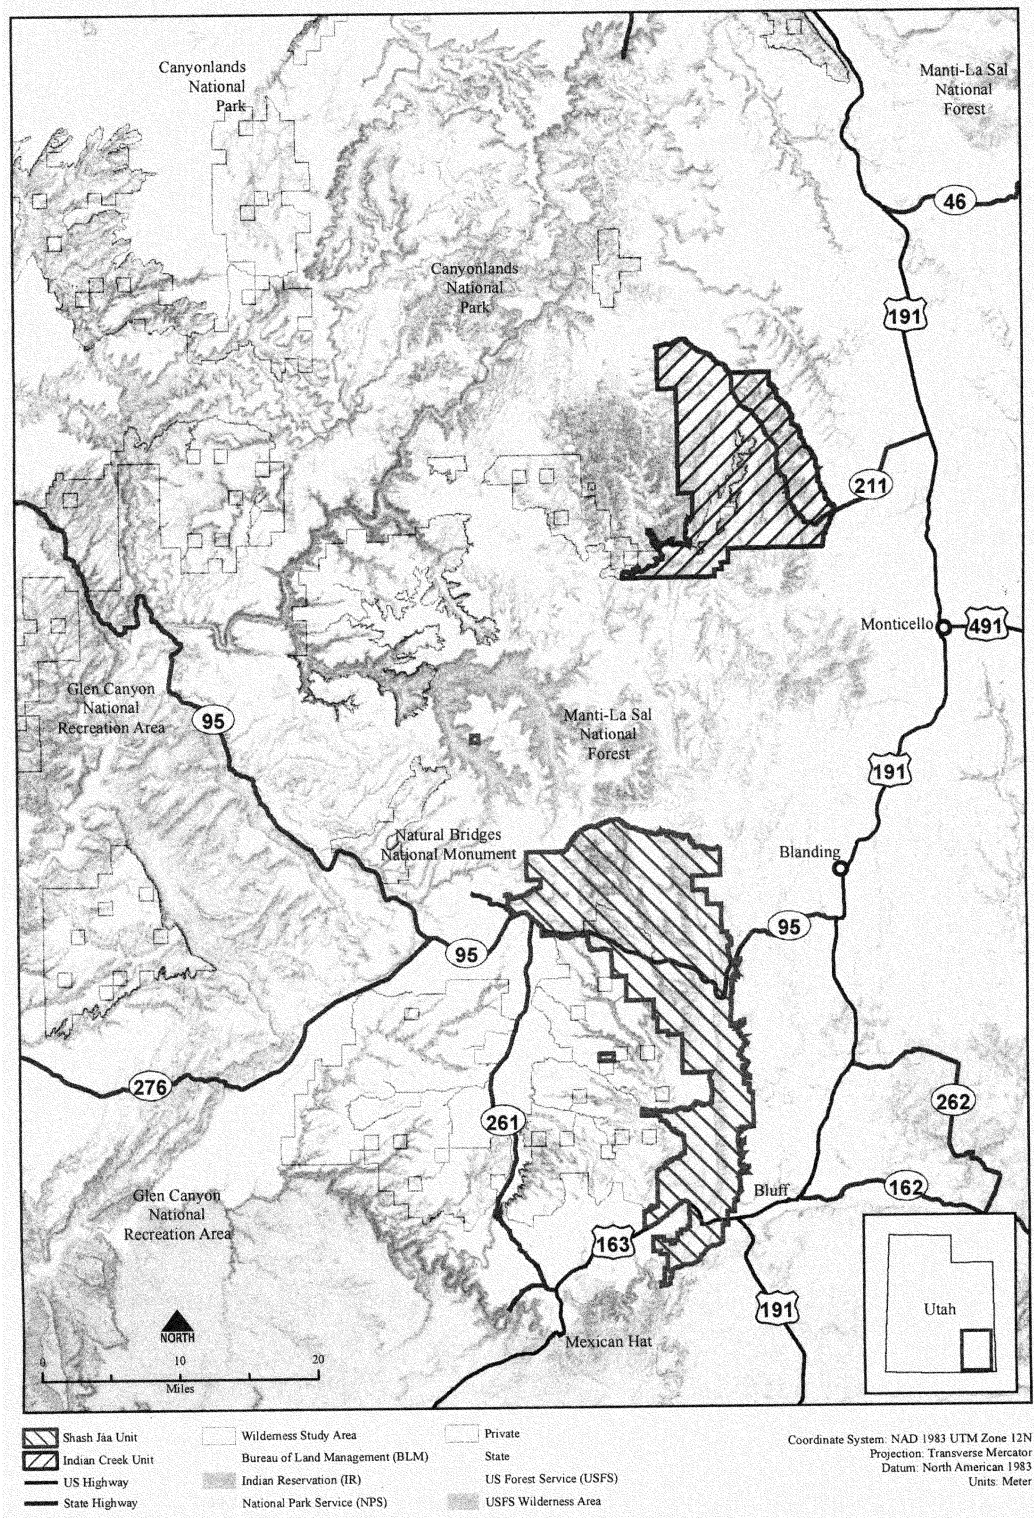 Canyonlands
National
Park
Manti-La Sal
National
Forest
46
Canyonlands
National
Park
191
211
Monticello
491
Glen Canyon
National
Recreation Area
95
Manti-La Sal
National
Forest
191
Natural Bridges
National Monument
Blanding
95
95
276
261
262
Bluff
162
Glen Canyon
National
Recreation Area
163
191
Utah
NORTH
Mexican Hat
0
10
20
Miles
Shash Jáa Unit
Indian Creek Unit
US Highway
State Highway
Wilderness Study Area
Bureau of Land Management (BLM)
Indian Reservation (IR)
National Park Service (NPS)
Private
State
US Forest Service (USFS)
USFS Wilderness Area
Coordinate System: NAD 1983 UTM Zone 12N
Projection: Transverse Mercator
Datum: North American 1983
Units: Meter